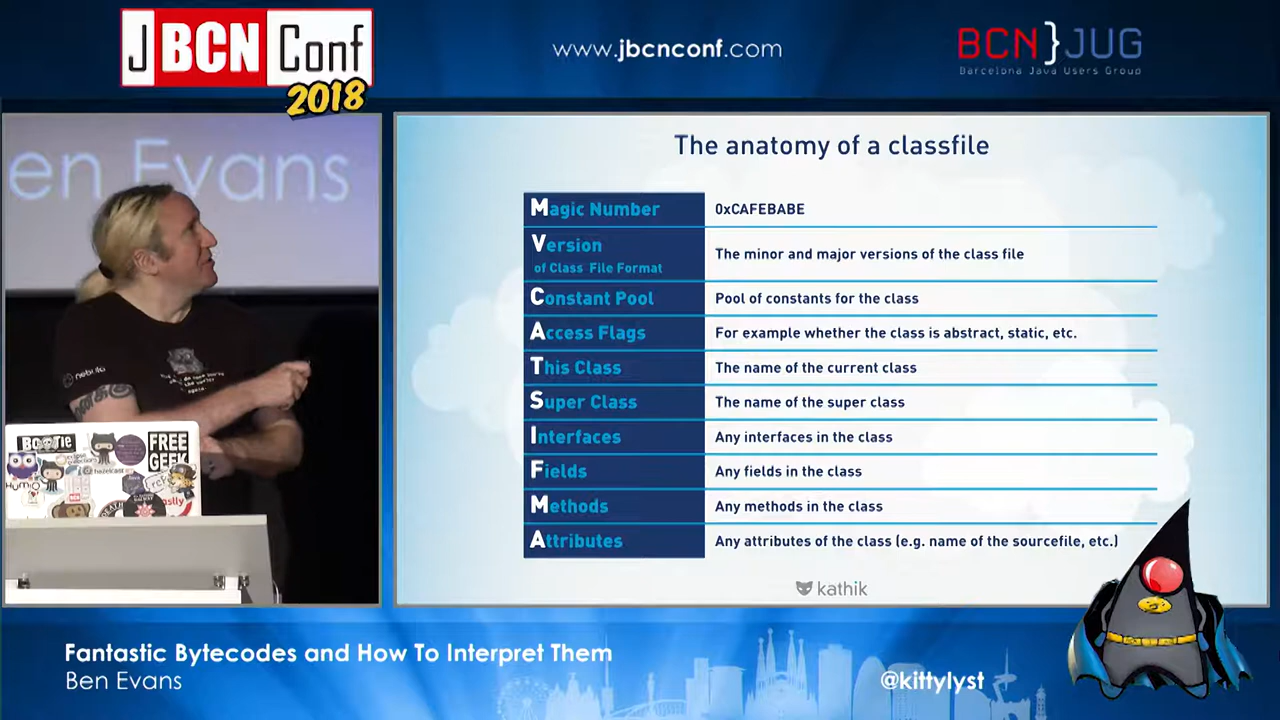 JBCN Conf
2018
www.jbcnconf.com
BCN}JUG
Barcelona Java Users Group
en Evans
The anatomy of a classfile
Magic Number 0xCAFEBABE
Version
of Class File Format
The minor and major versions of the class file
Constant Pool Pool of constants for the class
Access Flags For example whether the class is abstract, static, etc.
This Class The name of the current class
Super Class The name of the super class
Interfaces Any interfaces in the class
Fields Any fields in the class
Methods Any methods in the class
Attributes Any attributes of the class (e.g. name of the sourcefile, etc.)
kathik
FREE
GEEK
hazelcast
Fantastic Bytecodes and How To Interpret Them
Ben Evans
@kittylyst